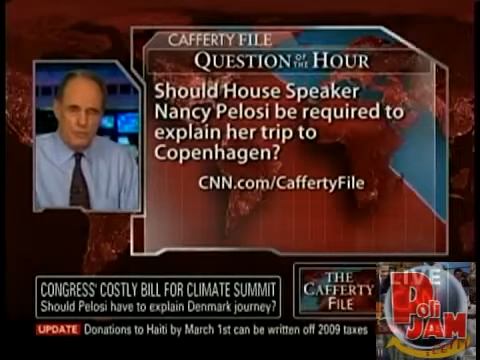 CAFFERTY FILE
QUESTION OF THE HOUR
Should House Speaker
Nancy Pelosi be required to
explain her trip to
Copenhagen?
CNN.com/CaffertyFile
CONGRESS' COSTLY BILL FOR CLIMATE SUMMIT
Should Pelosi have to explain Denmark journey?
THE
CAFFERTY
FILE
LIVE
Poli
JAM
UPDATE Donations to Haiti by March 1st can be written off 2009 taxes